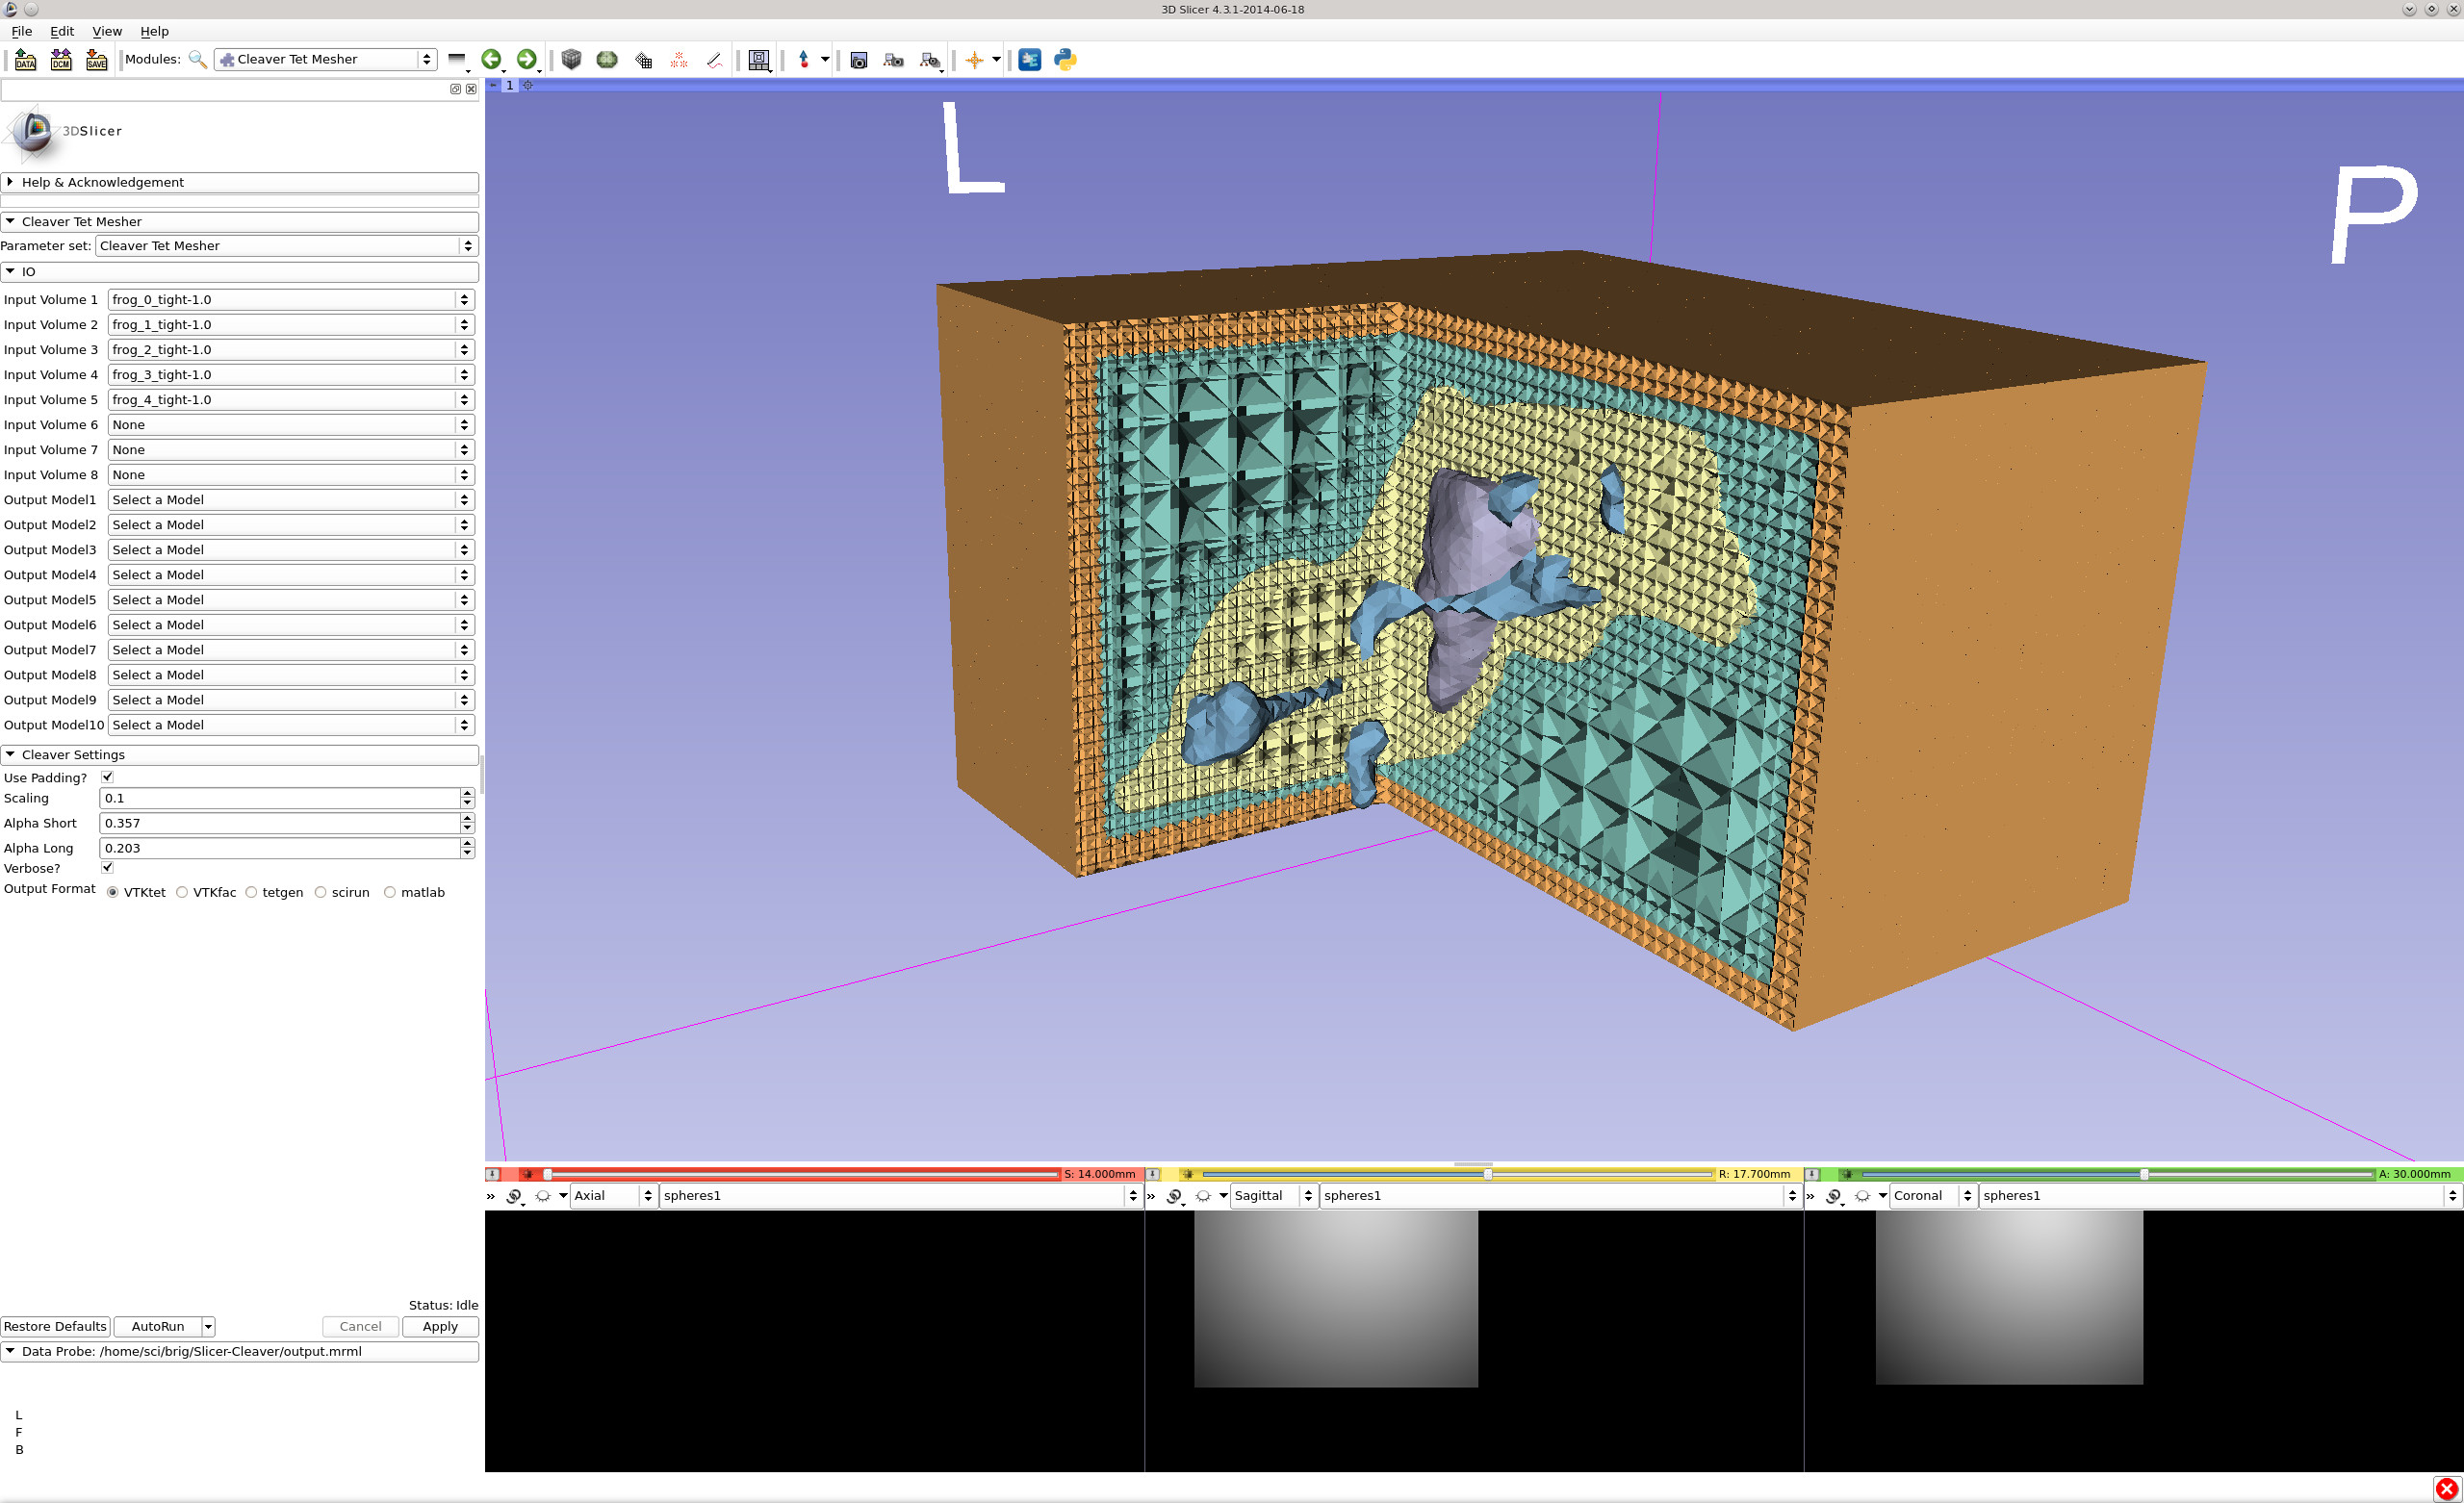 3D Slicer 4.3.1-2014-06-18
File Edit View Help
DATA DCM SAVE Modules: Cleaver Tet Mesher
1
3DSlicer
Help & Acknowledgement
Cleaver Tet Mesher
Parameter set: Cleaver Tet Mesher
IO
Input Volume 1 frog_0_tight-1.0
Input Volume 2 frog_1_tight-1.0
Input Volume 3 frog_2_tight-1.0
Input Volume 4 frog_3_tight-1.0
Input Volume 5 frog_4_tight-1.0
Input Volume 6 None
Input Volume 7 None
Input Volume 8 None
Output Model1 Select a Model
Output Model2 Select a Model
Output Model3 Select a Model
Output Model4 Select a Model
Output Model5 Select a Model
Output Model6 Select a Model
Output Model7 Select a Model
Output Model8 Select a Model
Output Model9 Select a Model
Output Model10 Select a Model
Cleaver Settings
Use Padding?
Scaling 0.1
Alpha Short 0.357
Alpha Long 0.203
Verbose?
Output Format VTKtet VTKfac tetgen scirun matlab
Status: Idle
Restore Defaults AutoRun Cancel Apply
Data Probe: /home/sci/brig/Slicer-Cleaver/output.mrml
L
F
B
L
P
S: 14.000mm R: 17.700mm A: 30.000mm
Axial spheres1 Sagittal spheres1 Coronal spheres1